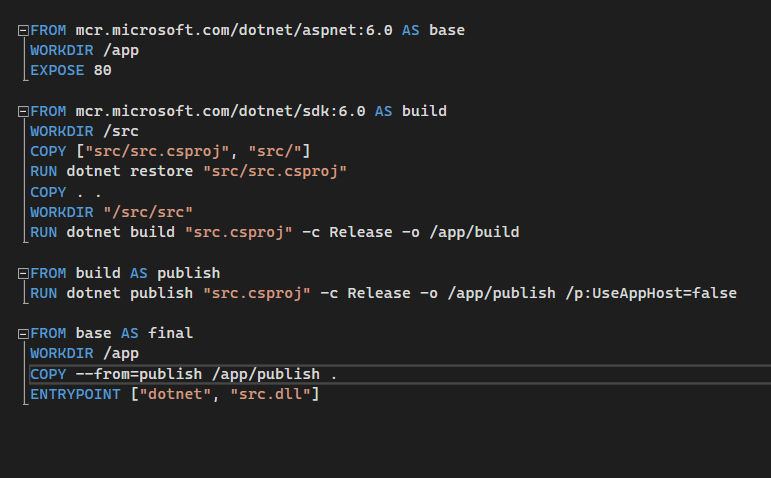 FROM mcr.microsoft.com/dotnet/aspnet:6.0 AS base
WORKDIR /app
EXPOSE 80
FROM mcr.microsoft.com/dotnet/sdk:6.0 AS build
WORKDIR /src
COPY ["src/src.csproj", "src/"]
RUN dotnet restore "src/src.csproj"
COPY . .
WORKDIR "/src/src"
RUN dotnet build "src.csproj" -c Release -o /app/build
FROM build AS publish
RUN dotnet publish "src.csproj" -c Release -o /app/publish /p:UseAppHost=false
FROM base AS final
WORKDIR /app
COPY --from=publish /app/publish .
ENTRYPOINT ["dotnet", "src.dll"]